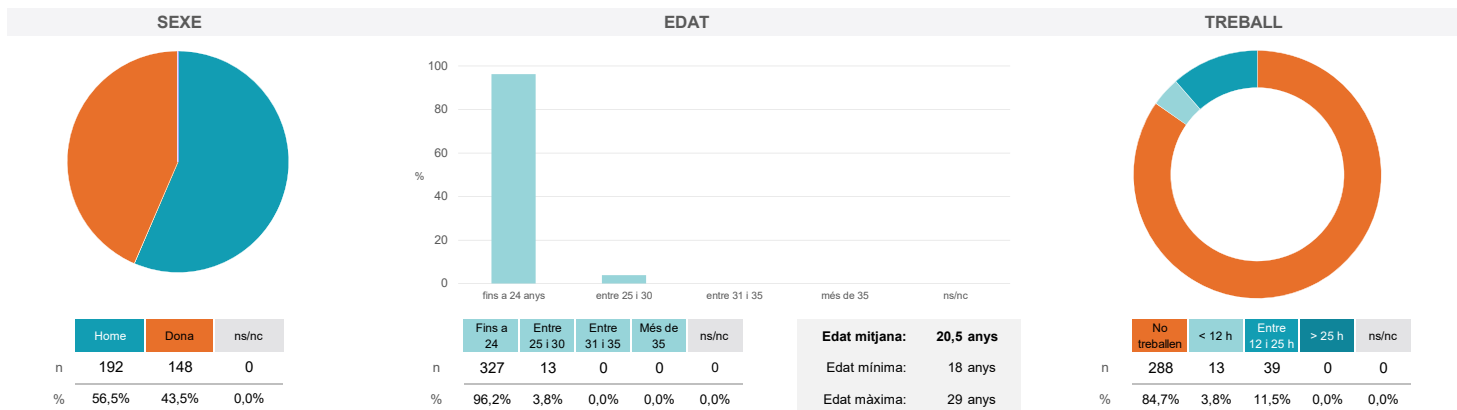 SEXE
EDAT
TREBALL
100
80
60
%
40
20
0
fins a 24 anys entre 25 i 30 entre 31 i 35 més de 35 ns/nc
Home Dona ns/nc
n 192 148 0
% 56,5% 43,5% 0,0%
Fins a 24 Entre 25 i 30 Entre 31 i 35 Més de 35 ns/nc
n 327 13 0 0 0
% 96,2% 3,8% 0,0% 0,0% 0,0%
Edat mitjana: 20,5 anys
Edat mínima: 18 anys
Edat màxima: 29 anys
No treballen < 12 h Entre 12 i 25 h > 25 h ns/nc
n 288 13 39 0 0
% 84,7% 3,8% 11,5% 0,0% 0,0%